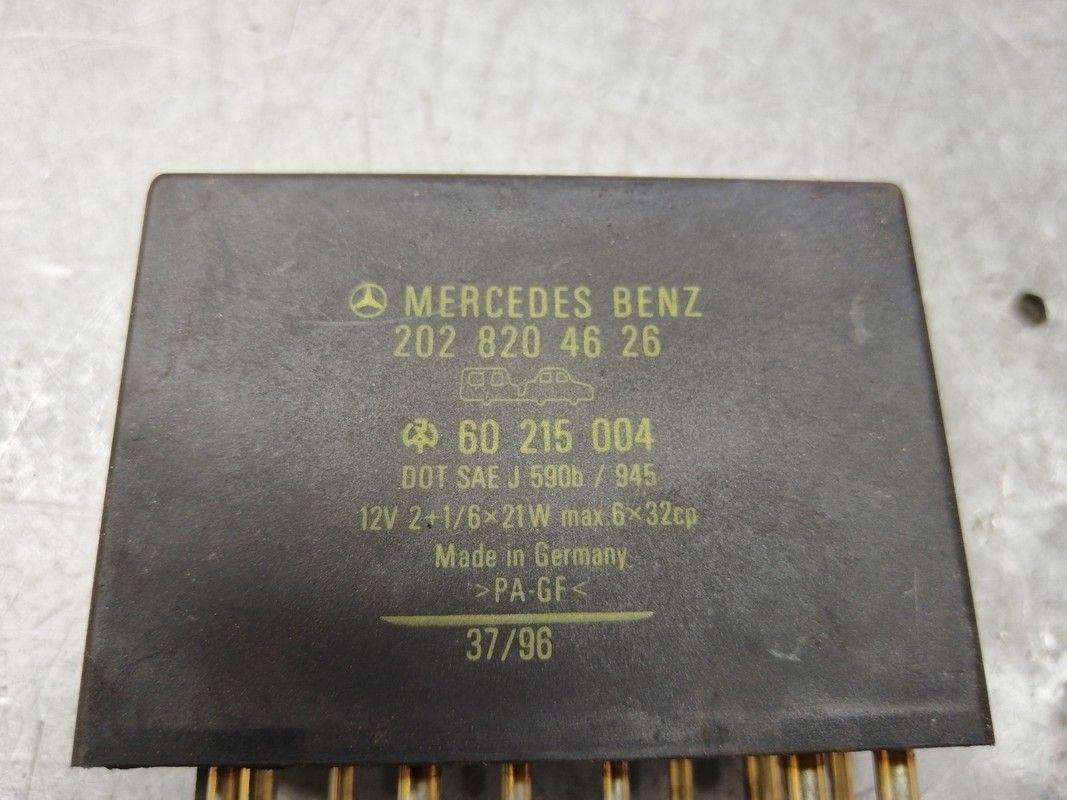 MERCEDES BENZ
202 820 46 26
60 215 004
DOT SAE J 590b / 945
12V 2+1/6×21W max.6×32cp
Made in Germany
>PA-GF<
37/96